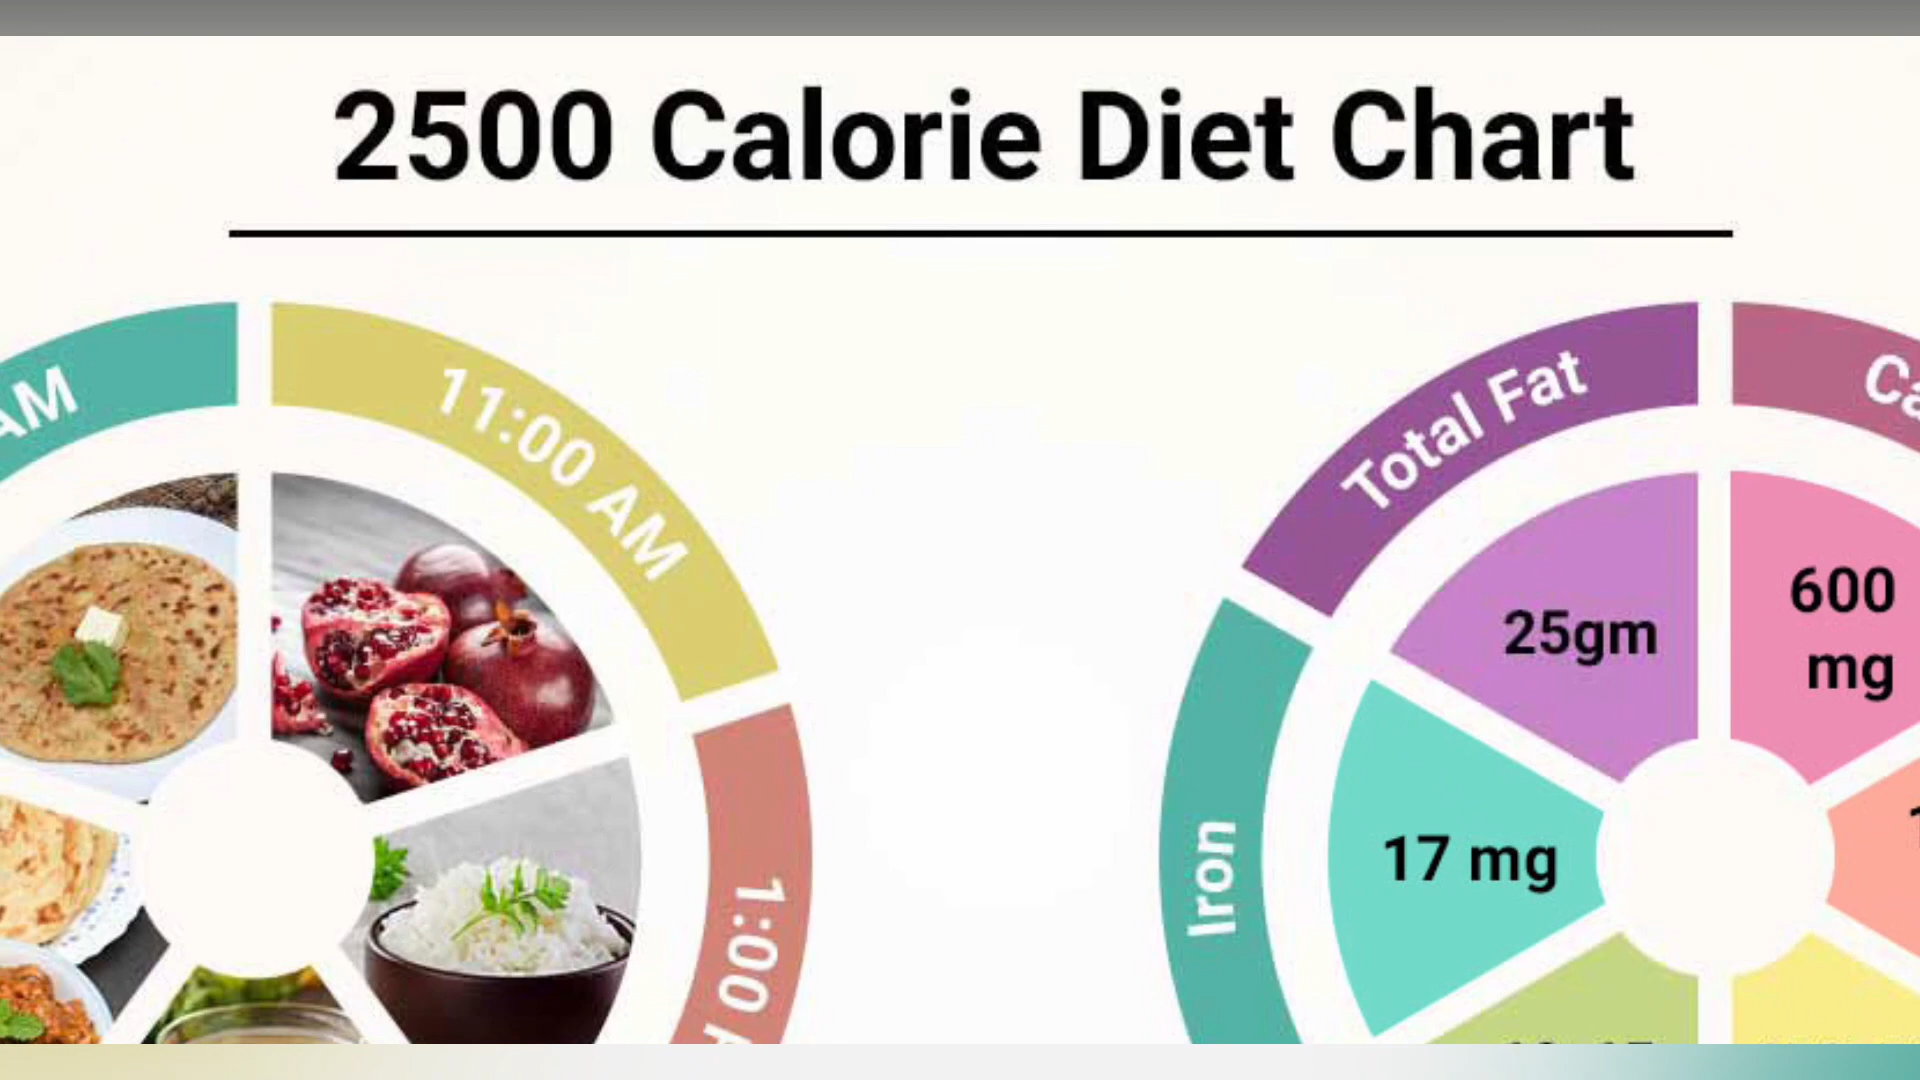 2500 Calorie Diet Chart
AM
11:00 AM
1:00
Total Fat
25gm
600
mg
Iron
17 mg